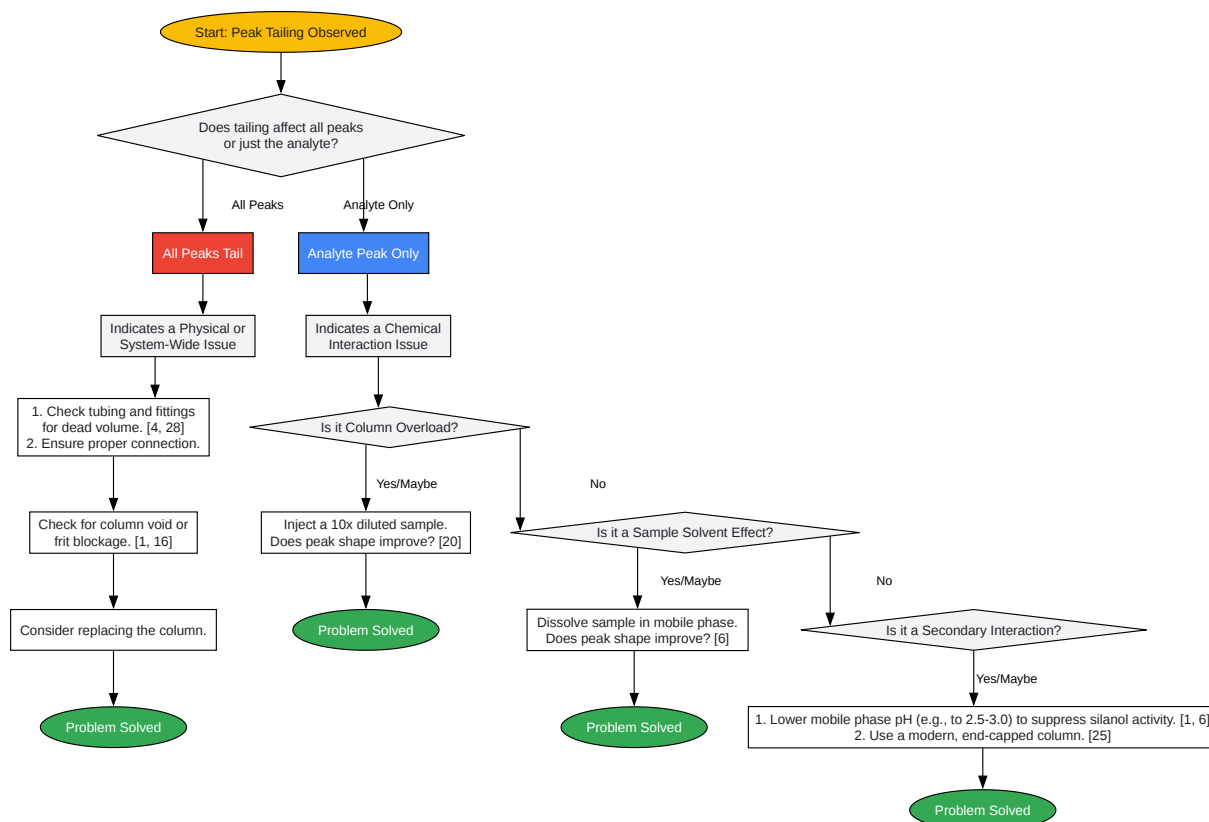 Start: Peak Tailing Observed
Does tailing affect all peaks
or just the analyte?
All Peaks
Analyte Only
All Peaks Tail
Analyte Peak Only
Indicates a Physical or
System-Wide Issue
Indicates a Chemical
Interaction Issue
1. Check tubing and fittings
for dead volume. [4, 28]
2. Ensure proper connection.
Is it Column Overload?
Yes/Maybe
No
Check for column void or
frit blockage. [1, 16]
Inject a 10x diluted sample.
Does peak shape improve? [20]
Is it a Sample Solvent Effect?
Yes/Maybe
No
Consider replacing the column.
Problem Solved
Dissolve sample in mobile phase.
Does peak shape improve? [6]
Is it a Secondary Interaction?
Yes/Maybe
Problem Solved
Problem Solved
1. Lower mobile phase pH (e.g., to 2.5-3.0) to suppress silanol activity. [1, 6]
2. Use a modern, end-capped column. [25]
Problem Solved